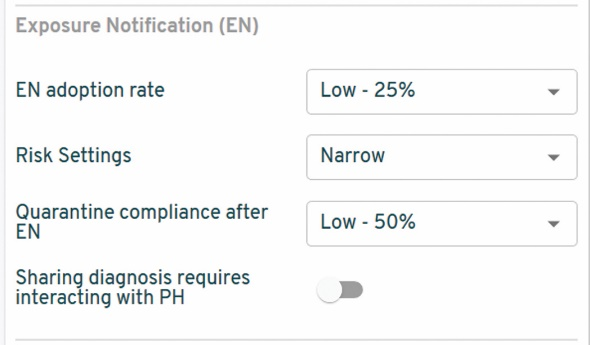 Exposure Notification (EN)
EN adoption rate
Low - 25%
Risk Settings
Narrow
Quarantine compliance after
EN
Low - 50%
Sharing diagnosis requires
interacting with PH